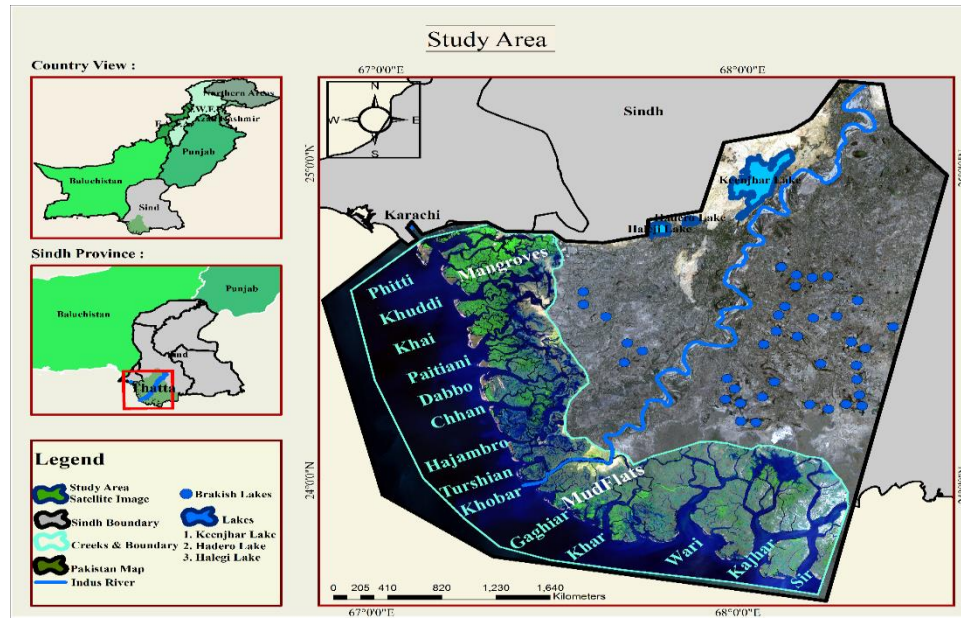 Study Area
Country View :
Northern Areas
Azad Kashmir
Punjab
Baluchistan
Sind
Sindh Province :
Punjab
Baluchistan
Sind
Thatta
Legend
Study Area
Satellite Image
Sindh Boundary
Creeks & Boundary
Pakistan Map
Indus River
Brakish Lakes
Lakes
1. Keenjhar Lake
2. Hadero Lake
3. Halegi Lake
67°0'0"E
68°0'0"E
25°0'0"N
24°0'0"N
N
W
E
S
Sindh
Karachi
Keenjhar Lake
Hadero Lake
Mangroves
Phitti
Khuddi
Khai
Paitiani
Dabbo
Chhan
Hajambro
Turshian
Khobar
MudFlats
Gaghiar
Khar
Wari
Kajhar
Sir
0 205 410 820 1,230 1,640
Kilometers
67°0'0"E
68°0'0"E